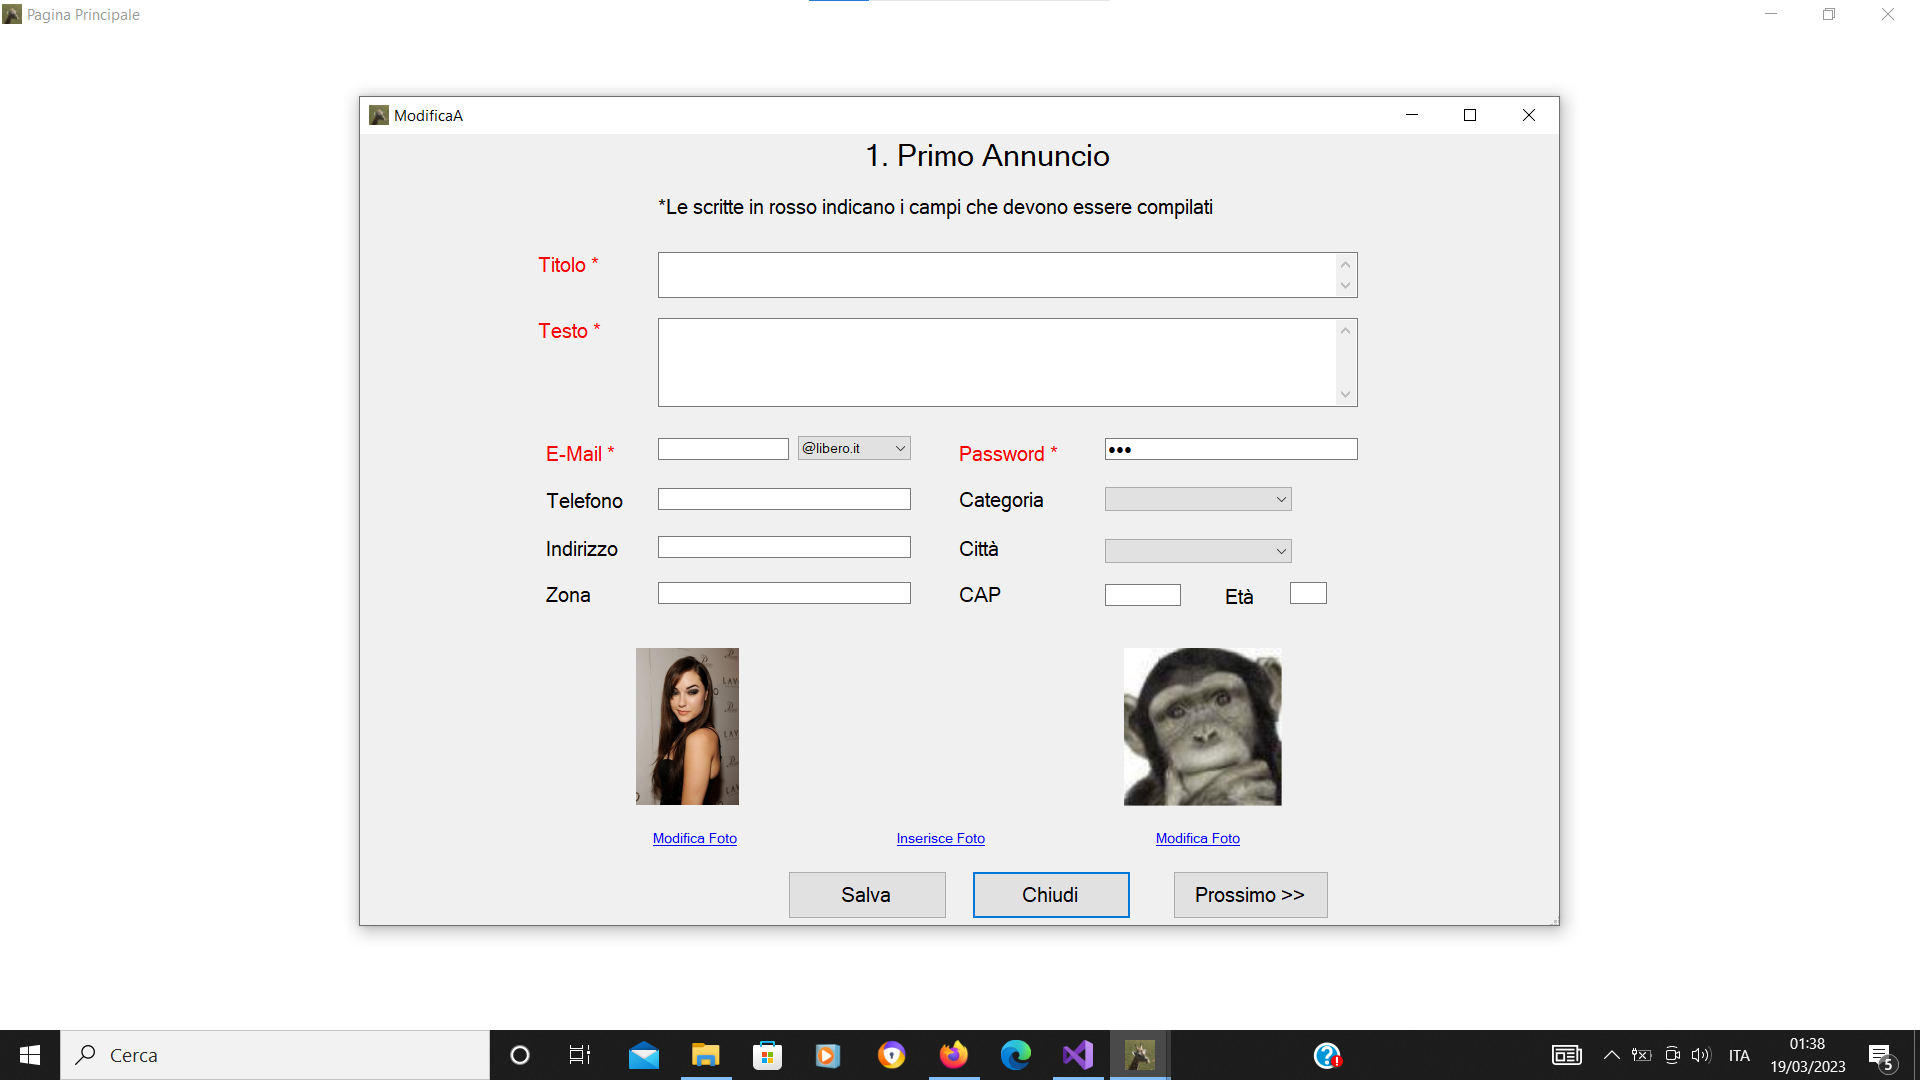 Pagina Principale
ModificaA
1. Primo Annuncio
*Le scritte in rosso indicano i campi che devono essere compilati
Titolo *
Testo *
E-Mail * @libero.it Password * •••
Telefono Categoria
Indirizzo Città
Zona CAP Età
Modifica Foto Inserisce Foto Modifica Foto
Salva Chiudi Prossimo >>
Cerca ITA 01:38
19/03/2023 5